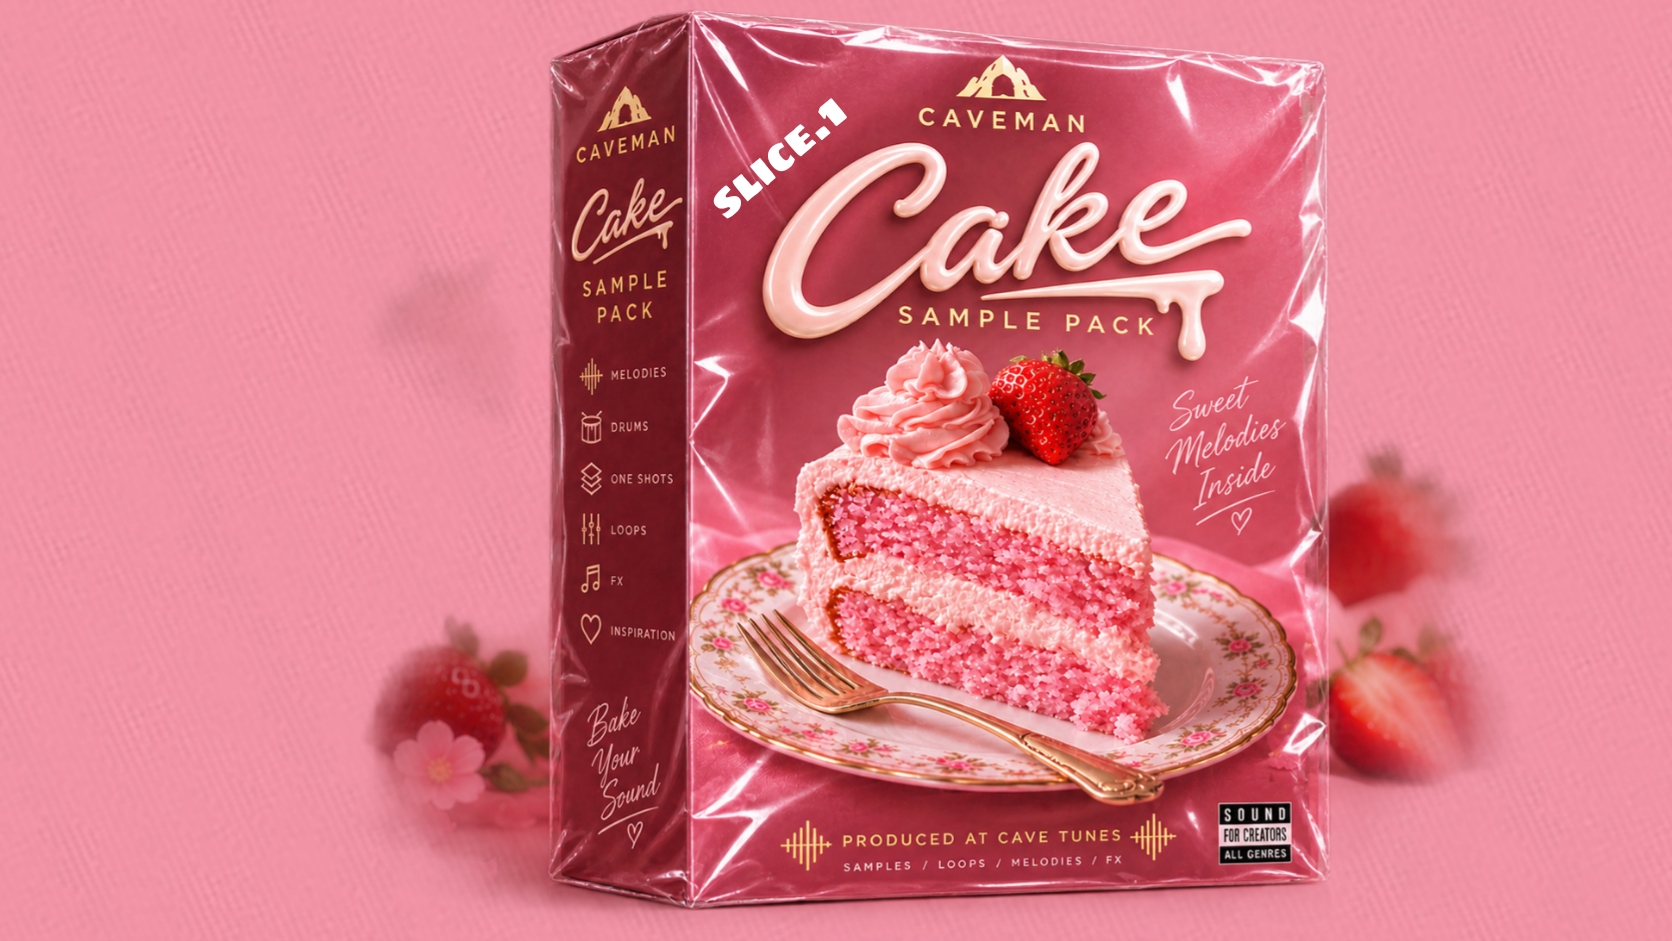 CAVEMAN
Cake
SAMPLE
PACK
MELODIES
DRUMS
ONE SHOTS
LOOPS
FX
INSPIRATION
Bake
Your
Sound
SLICE.1
CAVEMAN
Cake
SAMPLE PACK
Sweet
Melodies
Inside
PRODUCED AT CAVE TUNES
SAMPLES / LOOPS / MELODIES / FX
SOUND
FOR CREATORS
ALL GENRES